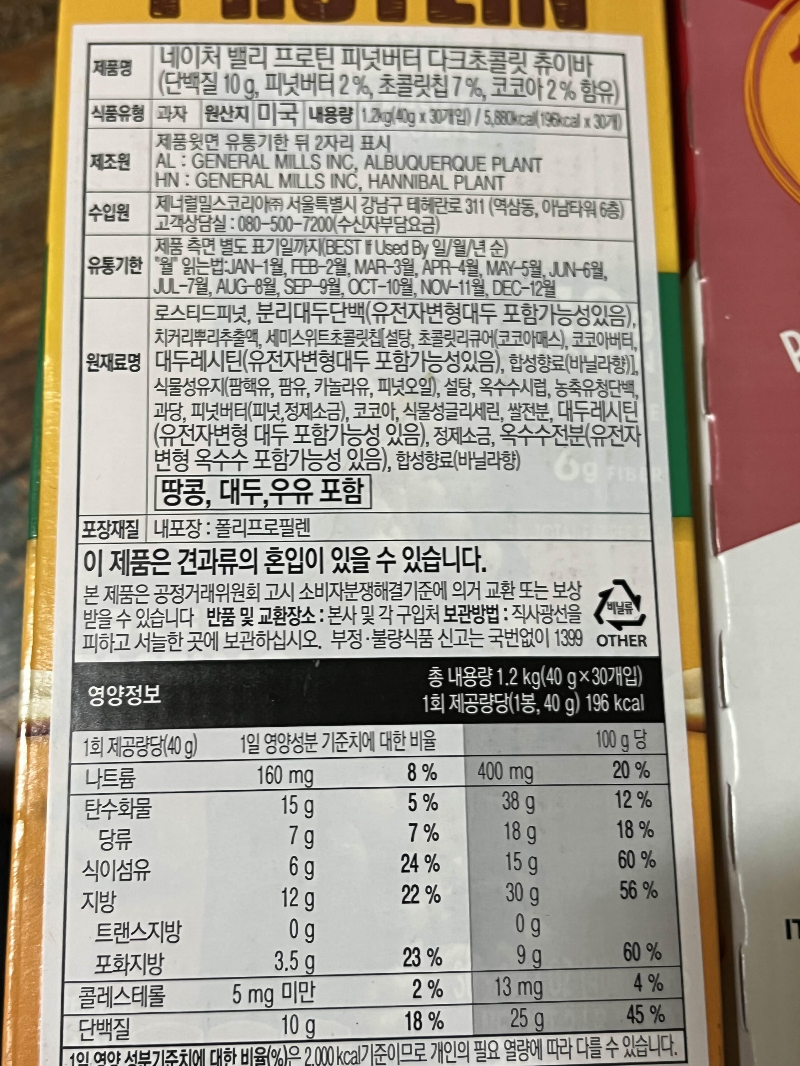 PROTEIN
제품명 네이처 밸리 프로틴 피넛버터 다크초콜릿 츄이바
(단백질 10 g, 피넛버터 2 %, 초콜릿칩 7 %, 코코아 2 % 함유)
식품유형 과자 원산지 미국 내용량 1.2kg(40g x 30개입) / 5,880kcal(196kcal x 30개)
제품윗면 유통기한 뒤 2자리 표시
제조원 AL : GENERAL MILLS INC, ALBUQUERQUE PLANT
HN : GENERAL MILLS INC, HANNIBAL PLANT
수입원 제너럴밀스코리아㈜ 서울특별시 강남구 테헤란로 311 (역삼동, 아남타워 6층)
고객상담실 : 080-500-7200(수신자부담요금)
제품 측면 별도 표기일까지(BEST If Used By 일/월/년 순)
유통기한 "월" 읽는법:JAN-1월, FEB-2월, MAR-3월, APR-4월, MAY-5월, JUN-6월,
JUL-7월, AUG-8월, SEP-9월, OCT-10월, NOV-11월, DEC-12월
로스티드피넛, 분리대두단백(유전자변형대두 포함가능성있음),
치커리뿌리추출액, 세미스위트초콜릿칩[설탕, 초콜릿리큐어(코코아매스), 코코아버터,
원재료명 대두레시틴(유전자변형대두 포함가능성있음), 합성향료(바닐라향)],
식물성유지(팜핵유, 팜유, 카놀라유, 피넛오일), 설탕, 옥수수시럽, 농축유청단백,
과당, 피넛버터(피넛,정제소금), 코코아, 식물성글리세린, 쌀전분, 대두레시틴
(유전자변형 대두 포함가능성 있음), 정제소금, 옥수수전분(유전자
변형 옥수수 포함가능성 있음), 합성향료(바닐라향)
땅콩, 대두,우유 포함
포장재질 내포장 : 폴리프로필렌
이 제품은 견과류의 혼입이 있을 수 있습니다.
본 제품은 공정거래위원회 고시 소비자분쟁해결기준에 의거 교환 또는 보상
받을 수 있습니다 반품 및 교환장소 : 본사 및 각 구입처 보관방법 : 직사광선을
피하고 서늘한 곳에 보관하십시오. 부정·불량식품 신고는 국번없이 1399
비닐류
OTHER
영양정보
총 내용량 1.2 kg(40 g×30개입)
1회 제공량당(1봉, 40 g) 196 kcal
1회 제공량당(40 g) 1일 영양성분 기준치에 대한 비율 100 g 당
나트륨 160 mg 8 % 400 mg 20 %
탄수화물 15 g 5 % 38 g 12 %
당류 7 g 7 % 18 g 18 %
식이섬유 6 g 24 % 15 g 60 %
지방 12 g 22 % 30 g 56 %
트랜스지방 0 g 0 g
포화지방 3.5 g 23 % 9 g 60 %
콜레스테롤 5 mg 미만 2 % 13 mg 4 %
단백질 10 g 18 % 25 g 45 %
1일 영양 성분기준치에 대한 비율(%)은 2,000 kcal기준이므로 개인의 필요 열량에 따라 다를 수 있습니다.